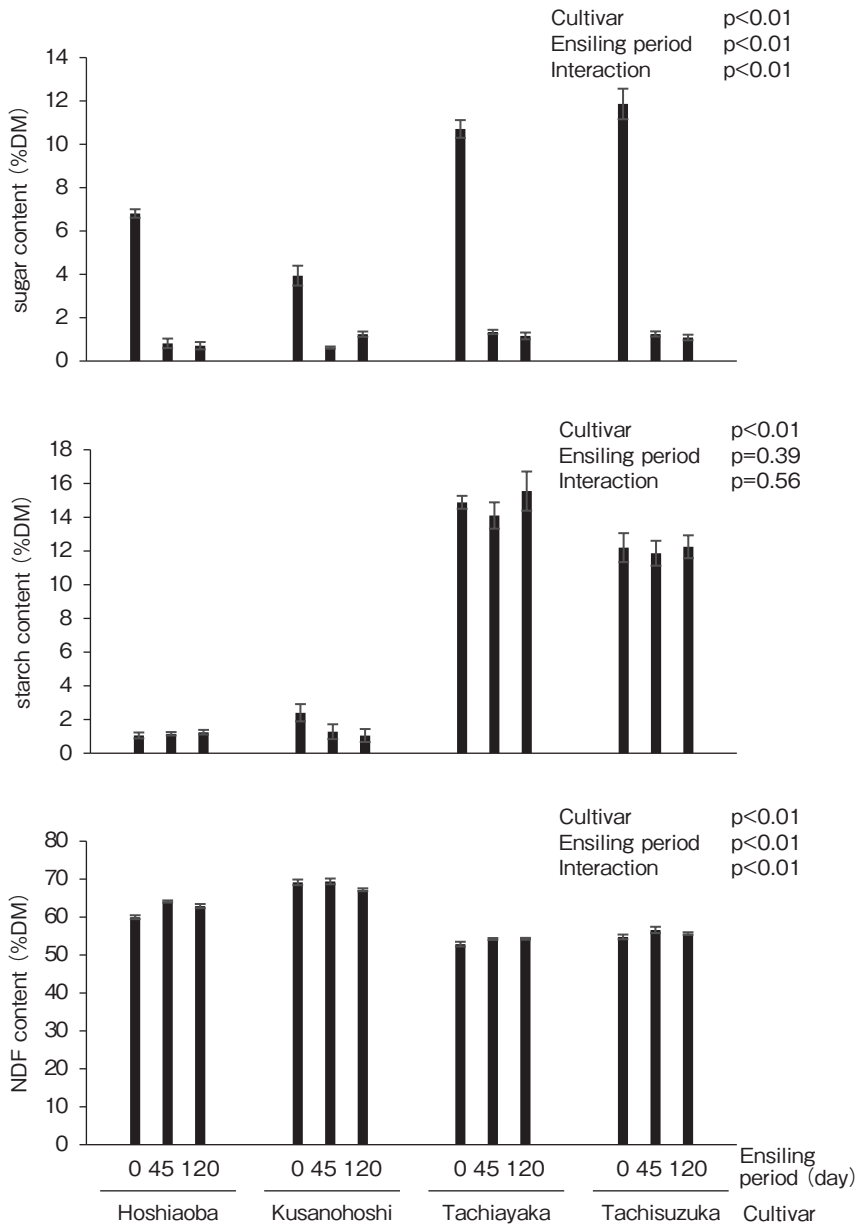 Cultivar p<0.01
Ensiling period p<0.01
Interaction p<0.01
sugar content (%DM)
14
12
10
8
6
4
2
0
Cultivar p<0.01
Ensiling period p=0.39
Interaction p=0.56
starch content (%DM)
18
16
14
12
10
8
6
4
2
0
Cultivar p<0.01
Ensiling period p<0.01
Interaction p<0.01
NDF content (%DM)
80
70
60
50
40
30
20
10
0
0 45 120 0 45 120 0 45 120 0 45 120 Ensiling
period (day)
Hoshiaoba Kusanohoshi Tachiayaka Tachisuzuka Cultivar